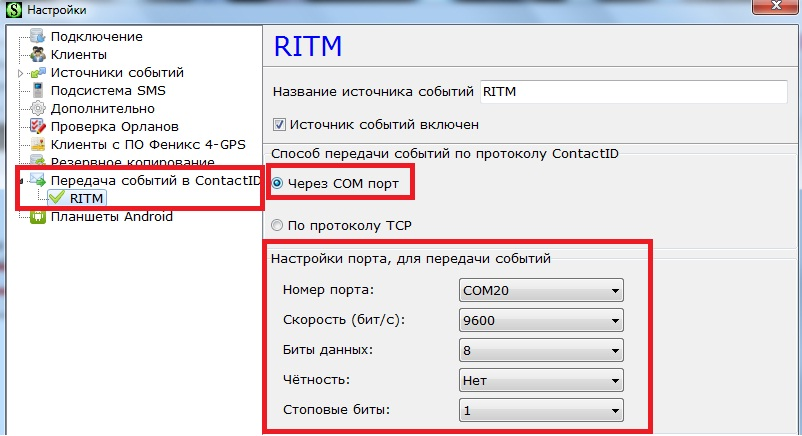 Настройки
Подключение
Клиенты
Источники событий
Подсистема SMS
Дополнительно
Проверка Орланов
Клиенты с ПО Феникс 4-GPS
Резервное копирование
Передача событий в ContactID
RITM
Планшеты Android
RITM
Название источника событий RITM
Источник событий включен
Способ передачи событий по протоколу ContactID
Через COM порт
По протоколу TCP
Настройки порта, для передачи событий
Номер порта: COM20
Скорость (бит/с): 9600
Биты данных: 8
Чётность: Нет
Стоповые биты: 1